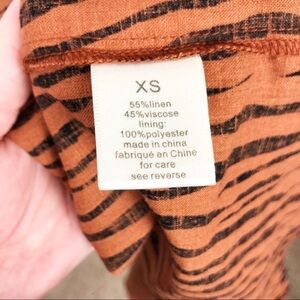 XS
55%linen
45%viscose
lining:
100%polyester
made in china
fabriqué en Chine
for care
see reverse